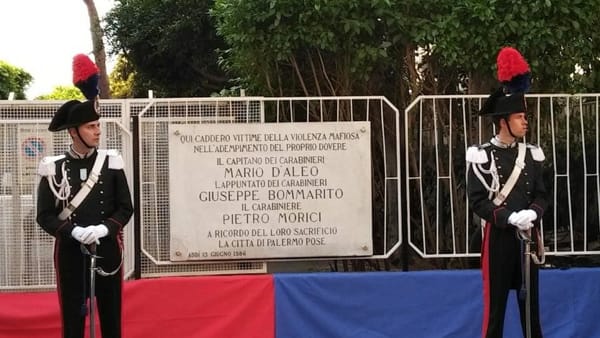 QUI CADDERO VITTIME DELLA VIOLENZA MAFIOSA
NELL'ADEMPIMENTO DEL PROPRIO DOVERE
IL CAPITANO DEI CARABINIERI
MARIO D'ALEO
L'APPUNTATO DEI CARABINIERI
GIUSEPPE BOMMARITO
IL CARABINIERE
PIETRO MORICI
A RICORDO DEL LORO SACRIFICIO
LA CITTÀ DI PALERMO POSE
ADDÌ 13 GIUGNO 1984